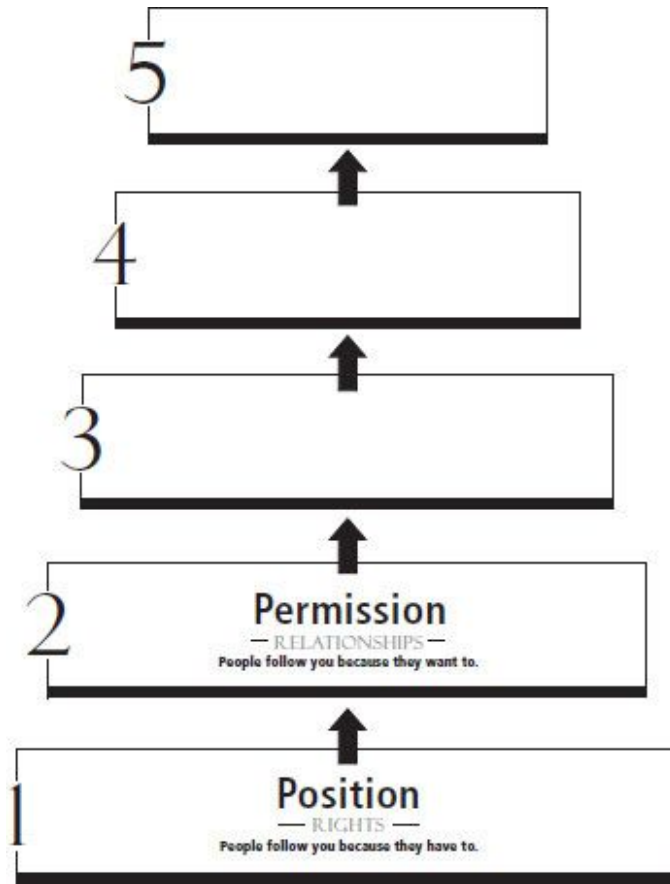 5
4
3
2
Permission
— RELATIONSHIPS —
People follow you because they want to.
1
Position
— RIGHTS —
People follow you because they have to.